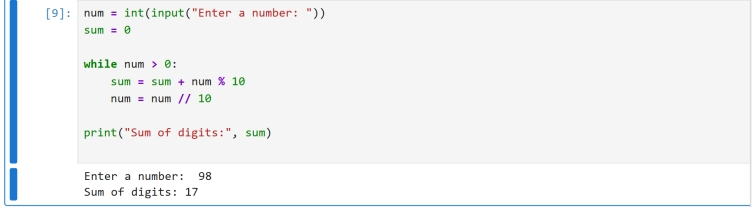 [9]: num = int(input("Enter a number: "))
sum = 0

while num > 0:
    sum = sum + num % 10
    num = num // 10

print("Sum of digits:", sum)

Enter a number:  98
Sum of digits: 17